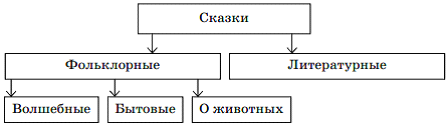 Сказки
Фольклорные Литературные
Волшебные Бытовые О животных